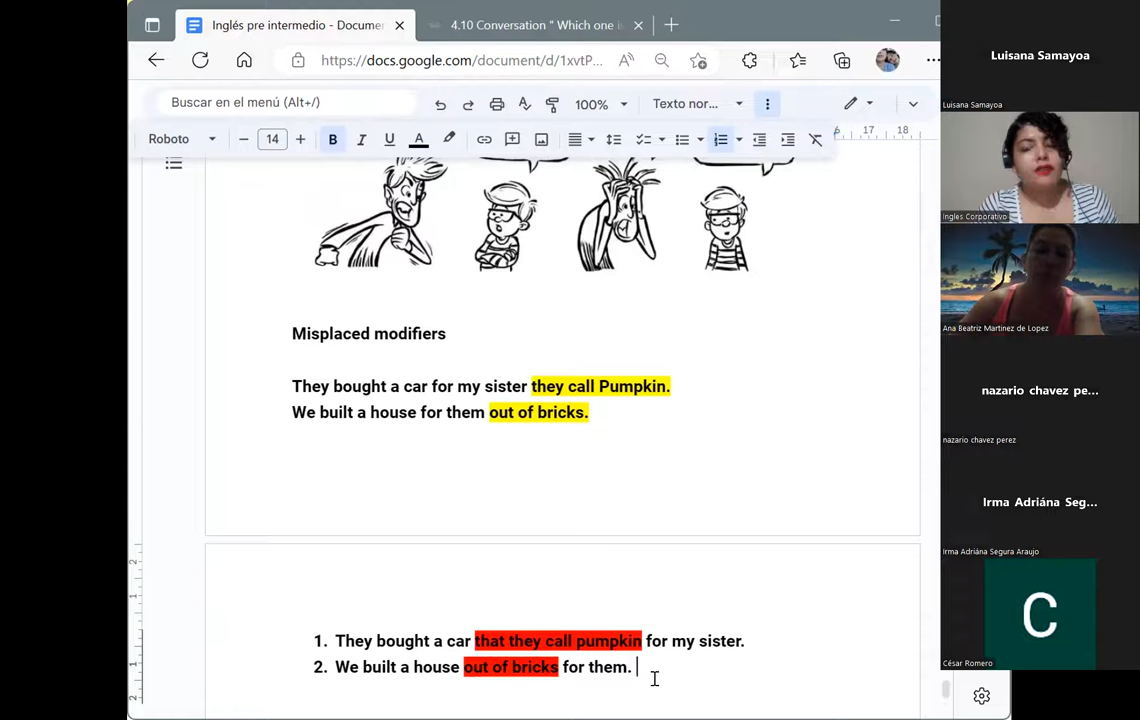 Inglés pre intermedio - Documen
4.10 Conversation " Which one i
https://docs.google.com/document/d/1xvtP...
Buscar en el menú (Alt+/)
100%
Texto nor...
Roboto
14
17 18
Misplaced modifiers
They bought a car for my sister they call Pumpkin.
We built a house for them out of bricks.
1. They bought a car that they call pumpkin for my sister.
2. We built a house out of bricks for them.
Luisana Samayoa
Luisana Samayoa
Ingles Corporativo
Ana Beatriz Martinez de Lopez
nazario chavez pe...
nazario chavez perez
Irma Adriána Seg...
Irma Adriána Segura Araujo
C
César Romero